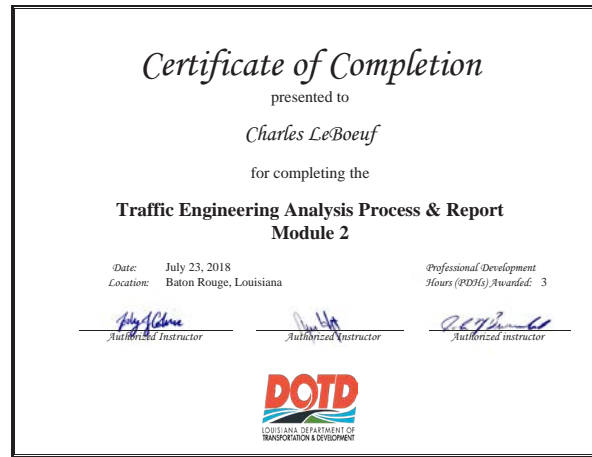 Certificate of Completion
presented to
Charles LeBoeuf
for completing the
Traffic Engineering Analysis Process & Report
Module 2
Date: July 23, 2018
Location: Baton Rouge, Louisiana
Professional Development
Hours (PDHs) Awarded: 3
Authorized Instructor
Authorized Instructor
Authorized instructor
DOTD
LOUISIANA DEPARTMENT OF
TRANSPORTATION & DEVELOPMENT